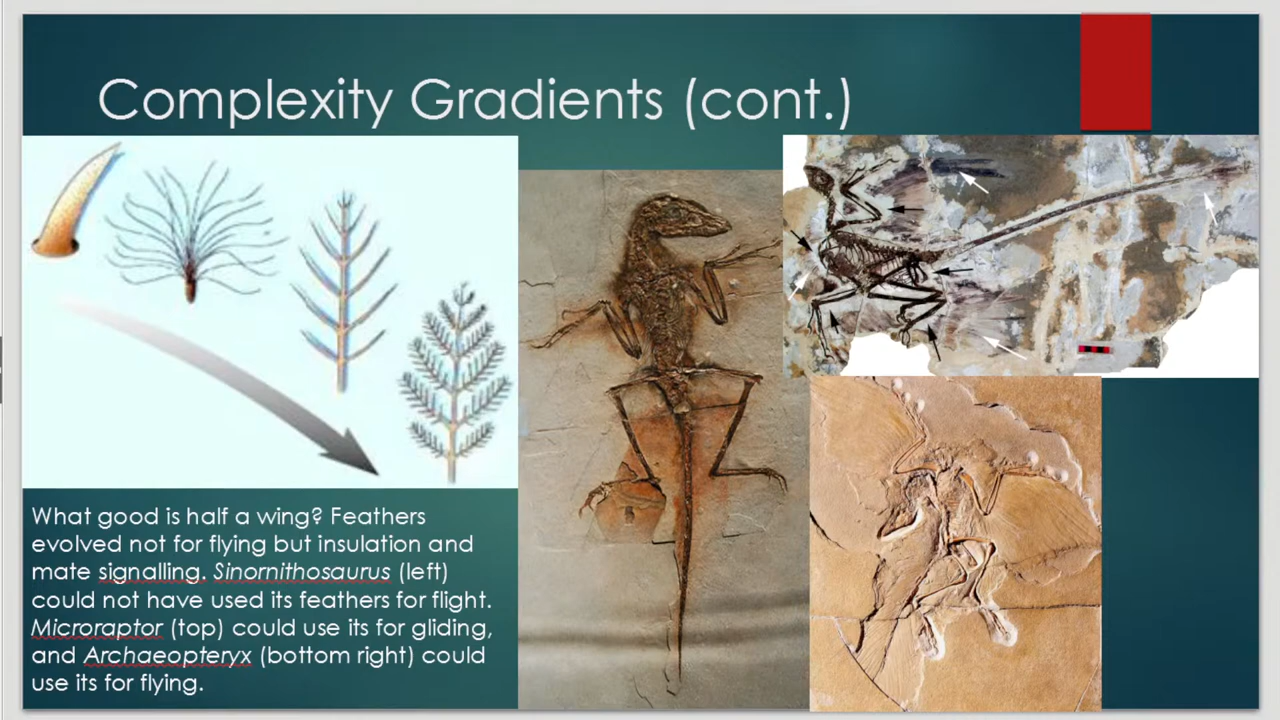 Complexity Gradients (cont.)
What good is half a wing? Feathers
evolved not for flying but insulation and
mate signalling. Sinornithosaurus (left)
could not have used its feathers for flight.
Microraptor (top) could use its for gliding,
and Archaeopteryx (bottom right) could
use its for flying.